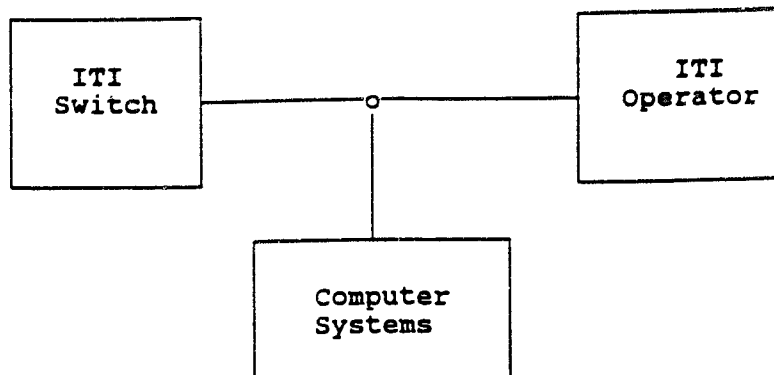 ITI
Switch
ITI
Operator
Computer
Systems